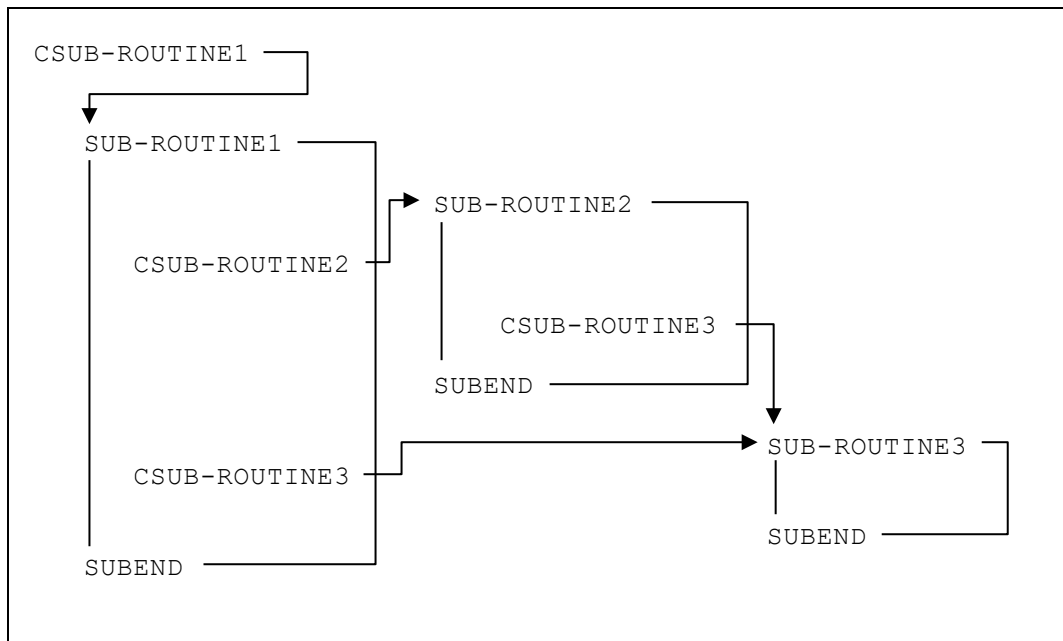 CSUB-ROUTINE1
SUB-ROUTINE1
SUB-ROUTINE2
CSUB-ROUTINE2
CSUB-ROUTINE3
SUBEND
SUB-ROUTINE3
CSUB-ROUTINE3
SUBEND
SUBEND